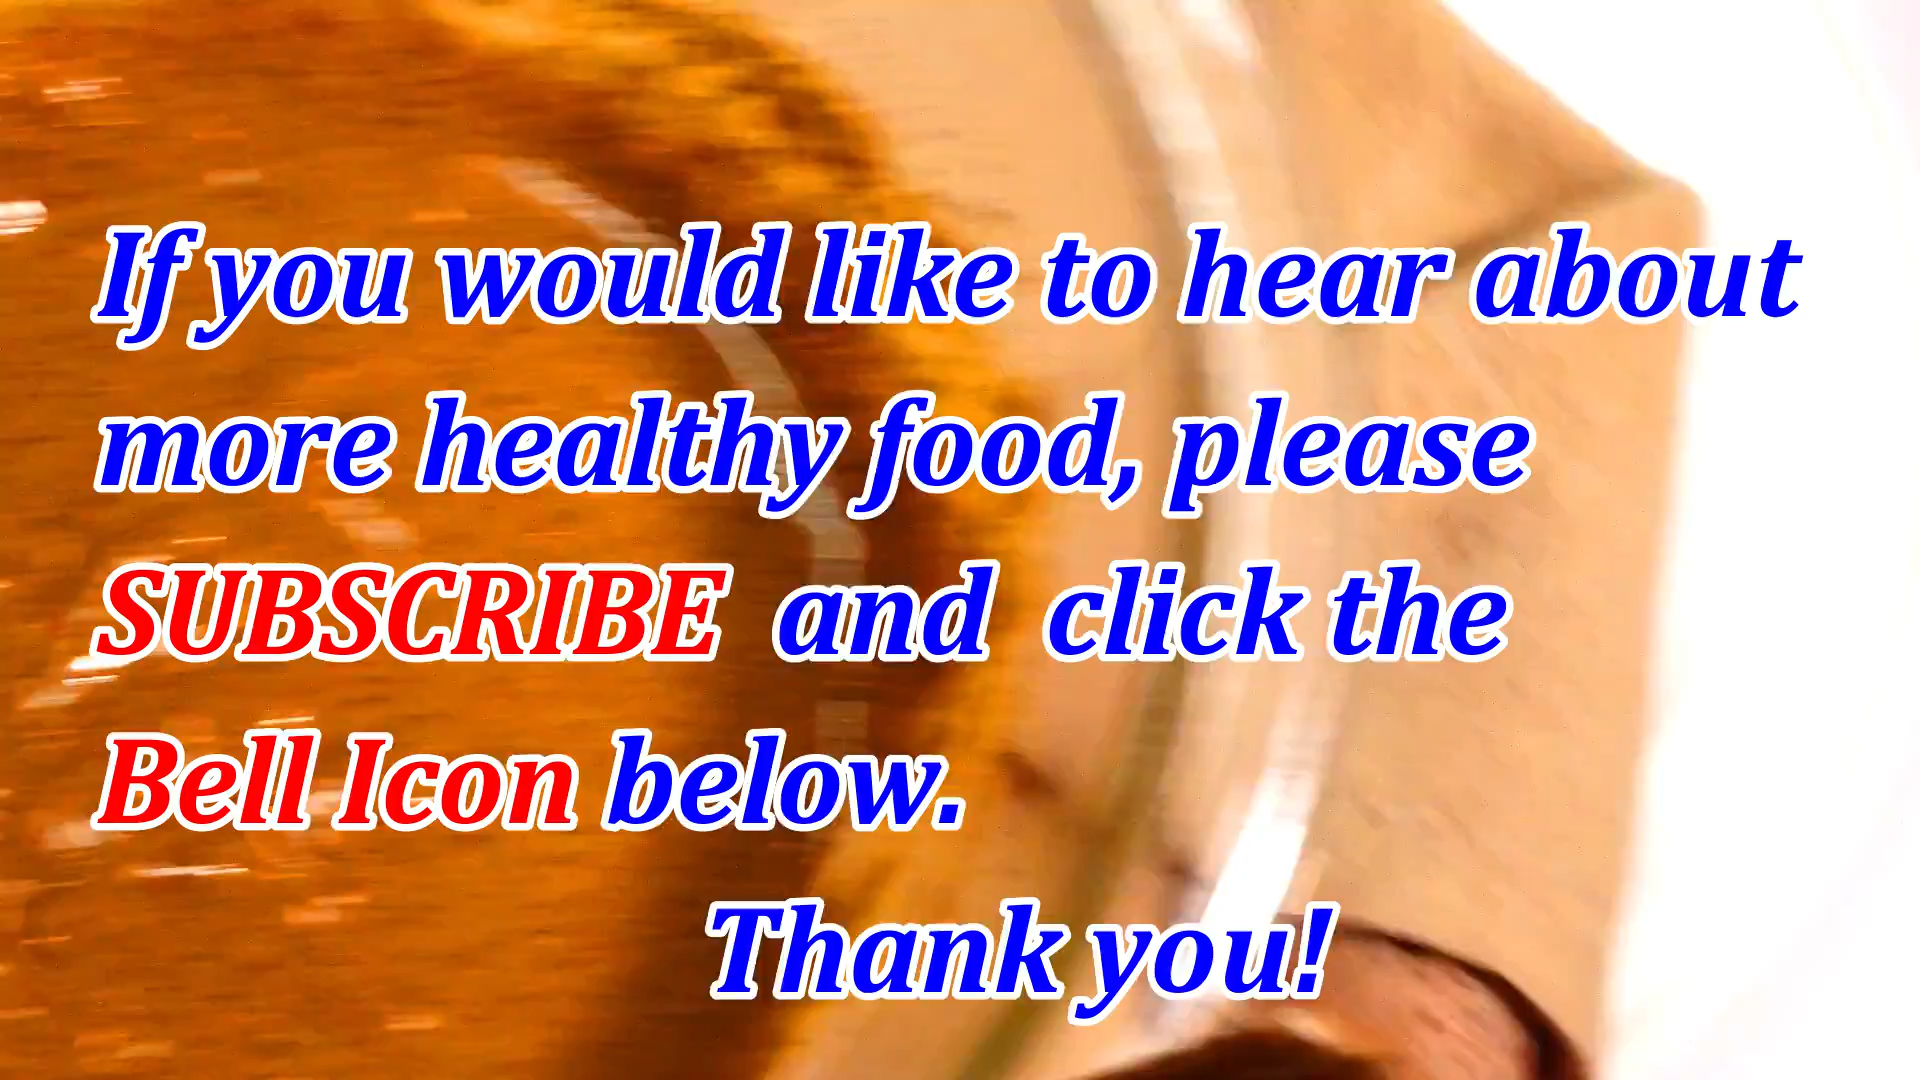 If you would like to hear about
more healthy food, please
SUBSCRIBE and click the
Bell Icon below.
Thank you!